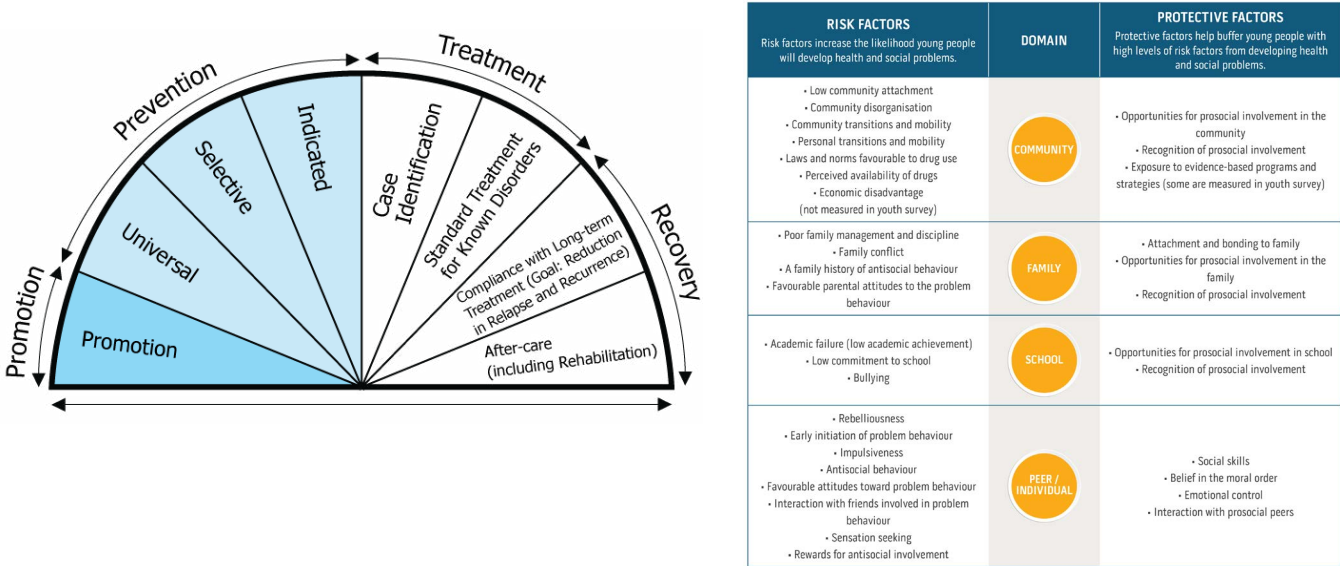 Promotion
Prevention
Treatment
Recovery
Promotion
Universal
Selective
Indicated
Case
Identification
Standard Treatment
for Known Disorders
Compliance with Long-term
Treatment (Goal: Reduction
in Relapse and Recurrence)
After-care
(including Rehabilitation)
RISK FACTORS
Risk factors increase the likelihood young people
will develop health and social problems.
DOMAIN
PROTECTIVE FACTORS
Protective factors help buffer young people with
high levels of risk factors from developing health
and social problems.
• Low community attachment
• Community disorganisation
• Community transitions and mobility
• Personal transitions and mobility
• Laws and norms favourable to drug use
• Perceived availability of drugs
• Economic disadvantage
(not measured in youth survey)
COMMUNITY
• Opportunities for prosocial involvement in the
community
• Recognition of prosocial involvement
• Exposure to evidence-based programs and
strategies (some are measured in youth survey)
• Poor family management and discipline
• Family conflict
• A family history of antisocial behaviour
• Favourable parental attitudes to the problem
behaviour
FAMILY
• Attachment and bonding to family
• Opportunities for prosocial involvement in the
family
• Recognition of prosocial involvement
• Academic failure (low academic achievement)
• Low commitment to school
• Bullying
SCHOOL
• Opportunities for prosocial involvement in school
• Recognition of prosocial involvement
• Rebelliousness
• Early initiation of problem behaviour
• Impulsiveness
• Antisocial behaviour
• Favourable attitudes toward problem behaviour
• Interaction with friends involved in problem
behaviour
• Sensation seeking
• Rewards for antisocial involvement
PEER /
INDIVIDUAL
• Social skills
• Belief in the moral order
• Emotional control
• Interaction with prosocial peers